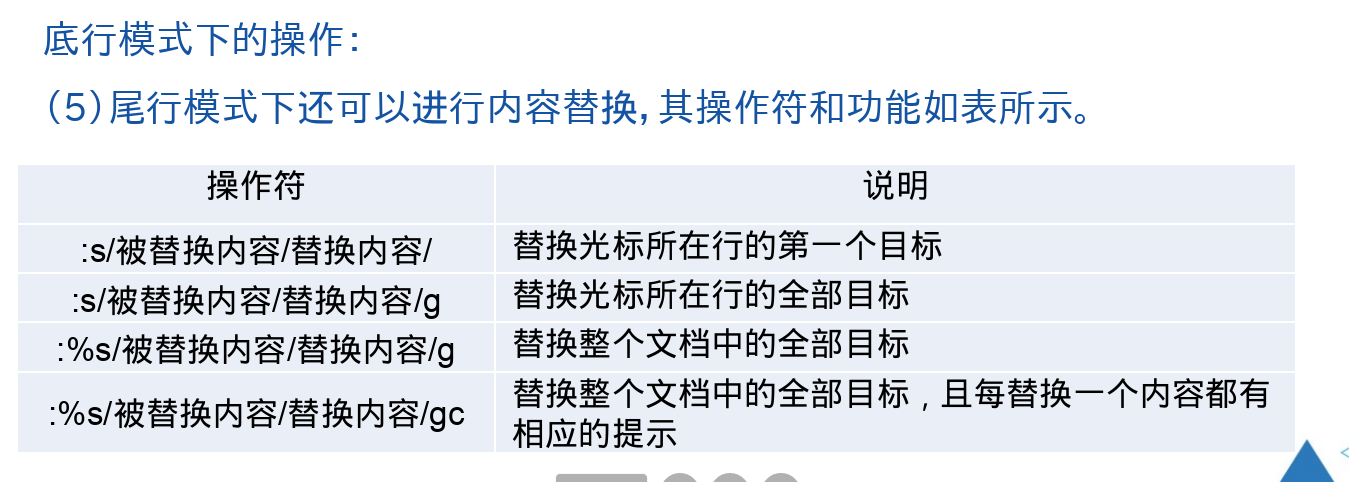 底行模式下的操作：
（5）尾行模式下还可以进行内容替换，其操作符和功能如表所示。
操作符 说明
:s/被替换内容/替换内容/ 替换光标所在行的第一个目标
:s/被替换内容/替换内容/g 替换光标所在行的全部目标
:%s/被替换内容/替换内容/g 替换整个文档中的全部目标
:%s/被替换内容/替换内容/gc 替换整个文档中的全部目标，且每替换一个内容都有
相应的提示